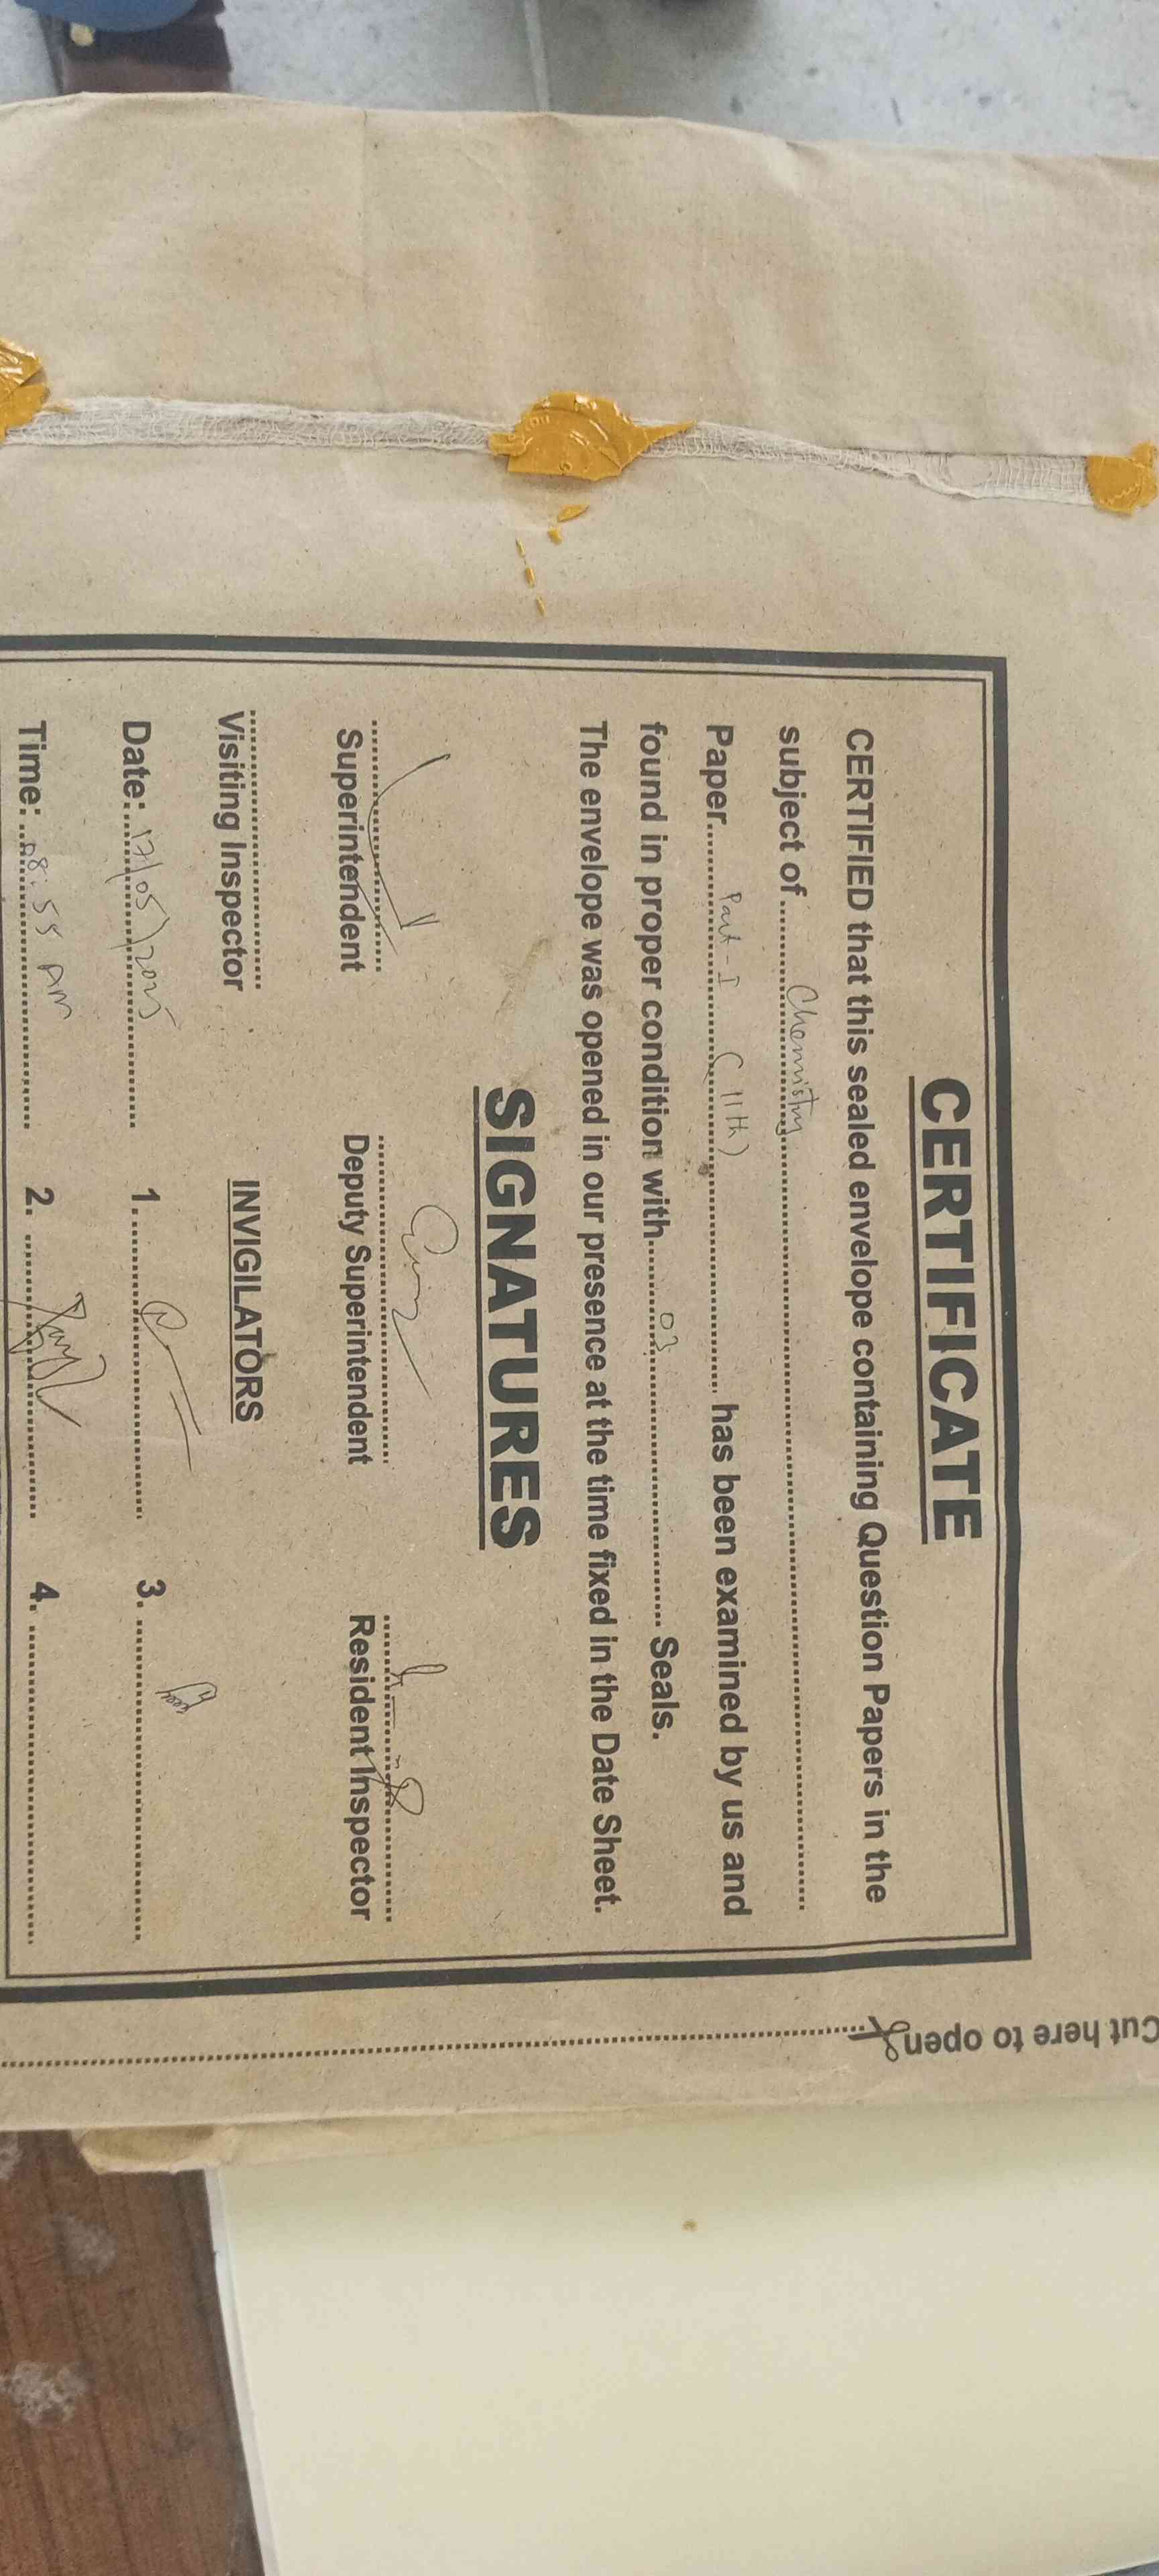 CERTIFICATE
CERTIFIED that this sealed envelope containing Question Papers in the
subject of Chemistry
Paper Part-I (11th) has been examined by us and
found in proper condition with 03 Seals.
The envelope was opened in our presence at the time fixed in the Date Sheet.
SIGNATURES
Superintendent Deputy Superintendent Resident Inspector
Visiting Inspector INVIGILATORS
Date: 17/05/2025 1. 3.
Time: 08:55 AM 2. 4.
Cut here to open